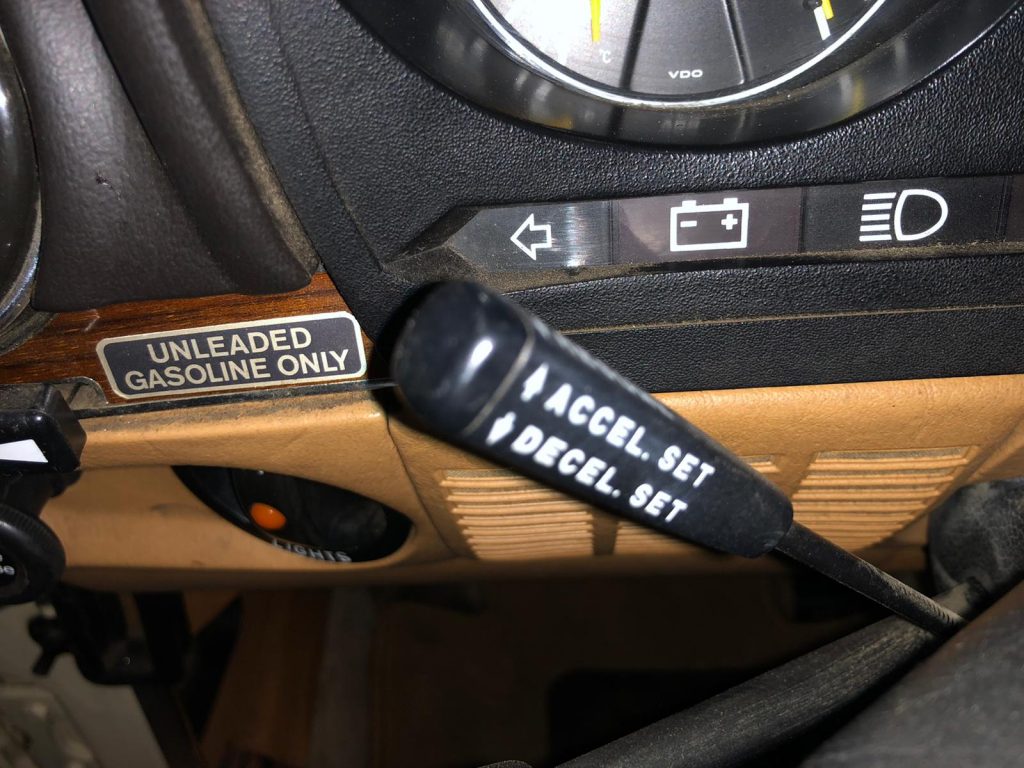 °C
VDO
UNLEADED
GASOLINE ONLY
ACCEL. SET
DECEL. SET
LIGHTS